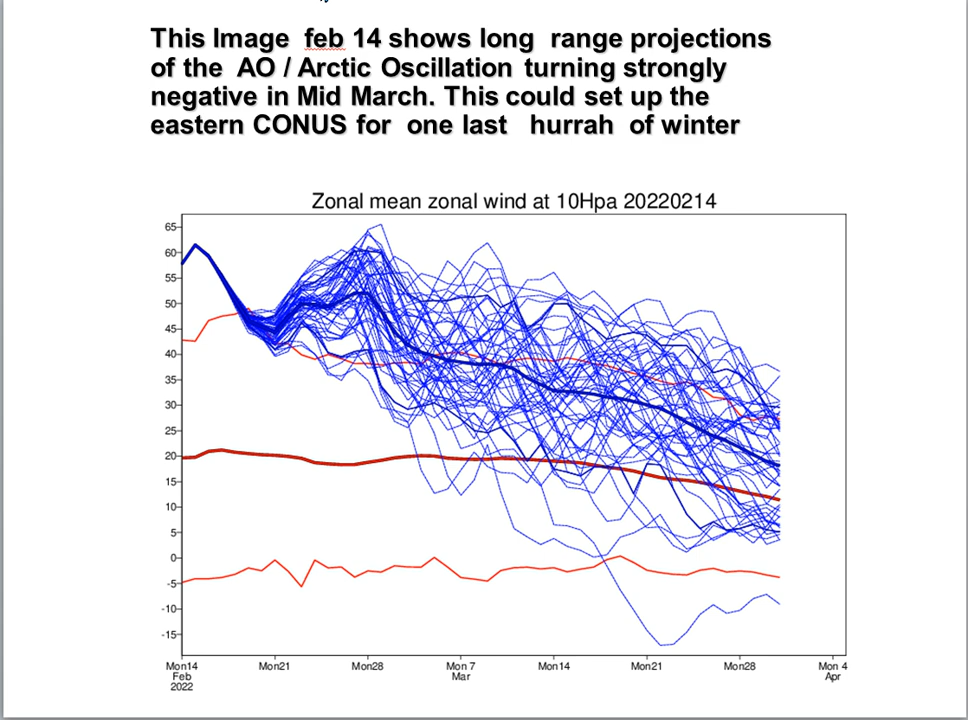 This Image feb 14 shows long range projections
of the AO / Arctic Oscillation turning strongly
negative in Mid March. This could set up the
eastern CONUS for one last hurrah of winter
Zonal mean zonal wind at 10Hpa 20220214
65
60
55
50
45
40
35
30
25
20
15
10
5
0
-5
-10
-15
Mon14 Mon21 Mon28 Mon 7 Mon14 Mon21 Mon28 Mon 4
Feb Mar Apr
2022